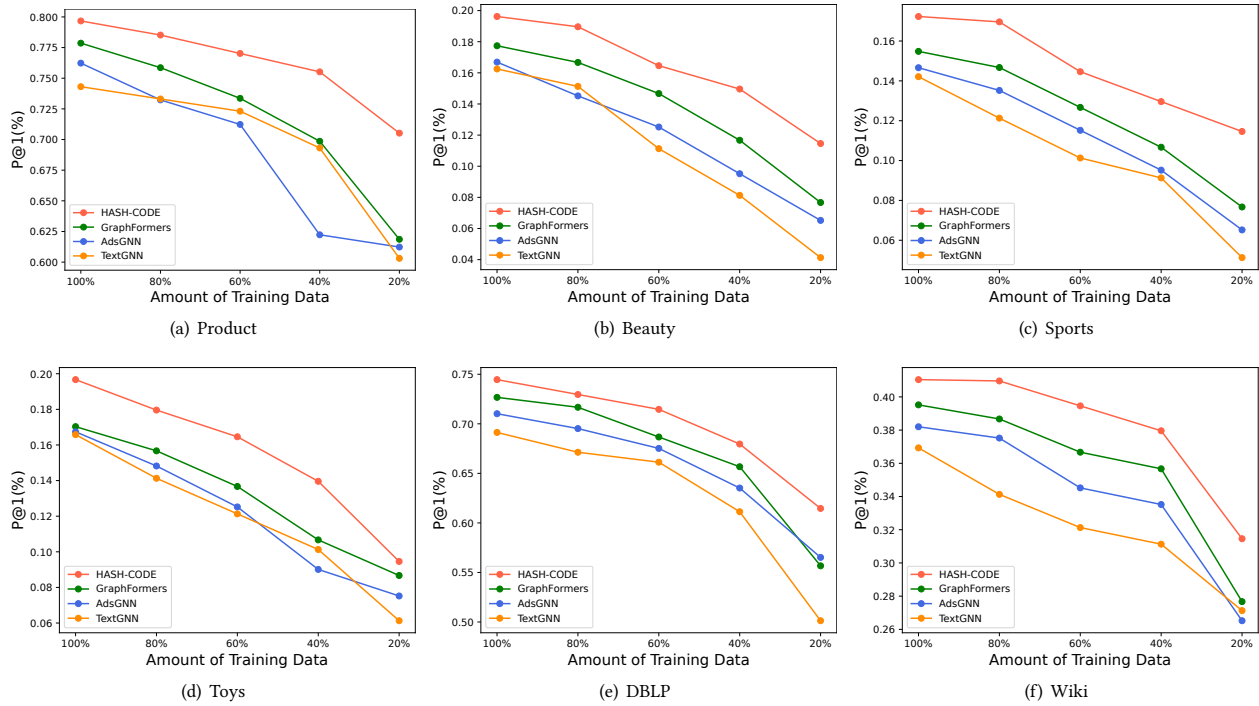 0.800
0.775
0.750
0.725
0.700
0.675
0.650
0.625
0.600
P@1(%)
HASH-CODE
GraphFormers
AdsGNN
TextGNN
100% 80% 60% 40% 20%
Amount of Training Data
(a) Product
0.20
0.18
0.16
0.14
0.12
0.10
0.08
0.06
0.04
P@1(%)
HASH-CODE
GraphFormers
AdsGNN
TextGNN
100% 80% 60% 40% 20%
Amount of Training Data
(b) Beauty
0.16
0.14
0.12
0.10
0.08
0.06
P@1(%)
HASH-CODE
GraphFormers
AdsGNN
TextGNN
100% 80% 60% 40% 20%
Amount of Training Data
(c) Sports
0.20
0.18
0.16
0.14
0.12
0.10
0.08
0.06
P@1(%)
HASH-CODE
GraphFormers
AdsGNN
TextGNN
100% 80% 60% 40% 20%
Amount of Training Data
(d) Toys
0.75
0.70
0.65
0.60
0.55
0.50
P@1(%)
HASH-CODE
GraphFormers
AdsGNN
TextGNN
100% 80% 60% 40% 20%
Amount of Training Data
(e) DBLP
0.40
0.38
0.36
0.34
0.32
0.30
0.28
0.26
P@1(%)
HASH-CODE
GraphFormers
AdsGNN
TextGNN
100% 80% 60% 40% 20%
Amount of Training Data
(f) Wiki